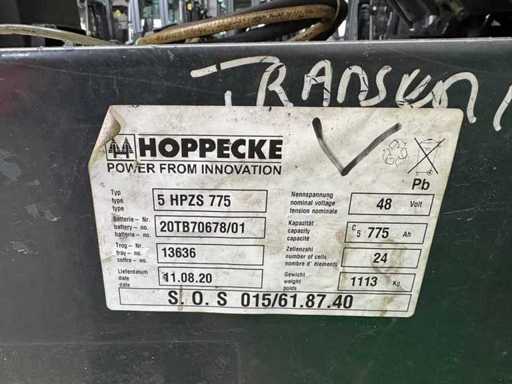 HOPPECKE
POWER FROM INNOVATION
Pb
Typ
type
type
5 HPZS 775
Batterie– Nr.
battery – no.
batterie – no.
20TB70678/01
Trog – Nr.
tray – no.
coffre – no.
13636
Lieferdatum
date
date
11.08.20
Nennspannung
nominal voltage
tension nominale
48 Volt
Kapazität
capacity
capacité
C5 775 Ah
Zellenzahl
number of cells
nombre d' elements
24
Gewicht
weight
poids
1113 Kg
S. O. S 015/61.87.40